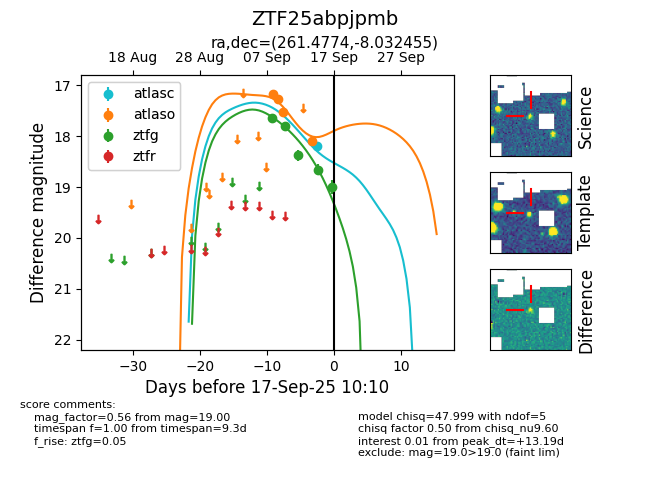 ZTF25abpjpmb
ra,dec=(261.4774,-8.032455)
18 Aug 28 Aug 07 Sep 17 Sep 27 Sep
atlasc
atlaso
ztfg
ztfr
Difference magnitude
17
18
19
20
21
22
−30 −20 −10 0 10
Days before 17-Sep-25 10:10
Science
Template
Difference
score comments:
mag_factor=0.56 from mag=19.00
timespan f=1.00 from timespan=9.3d
f_rise: ztfg=0.05
model chisq=47.999 with ndof=5
chisq factor 0.50 from chisq_nu9.60
interest 0.01 from peak_dt=+13.19d
exclude: mag=19.0>19.0 (faint lim)